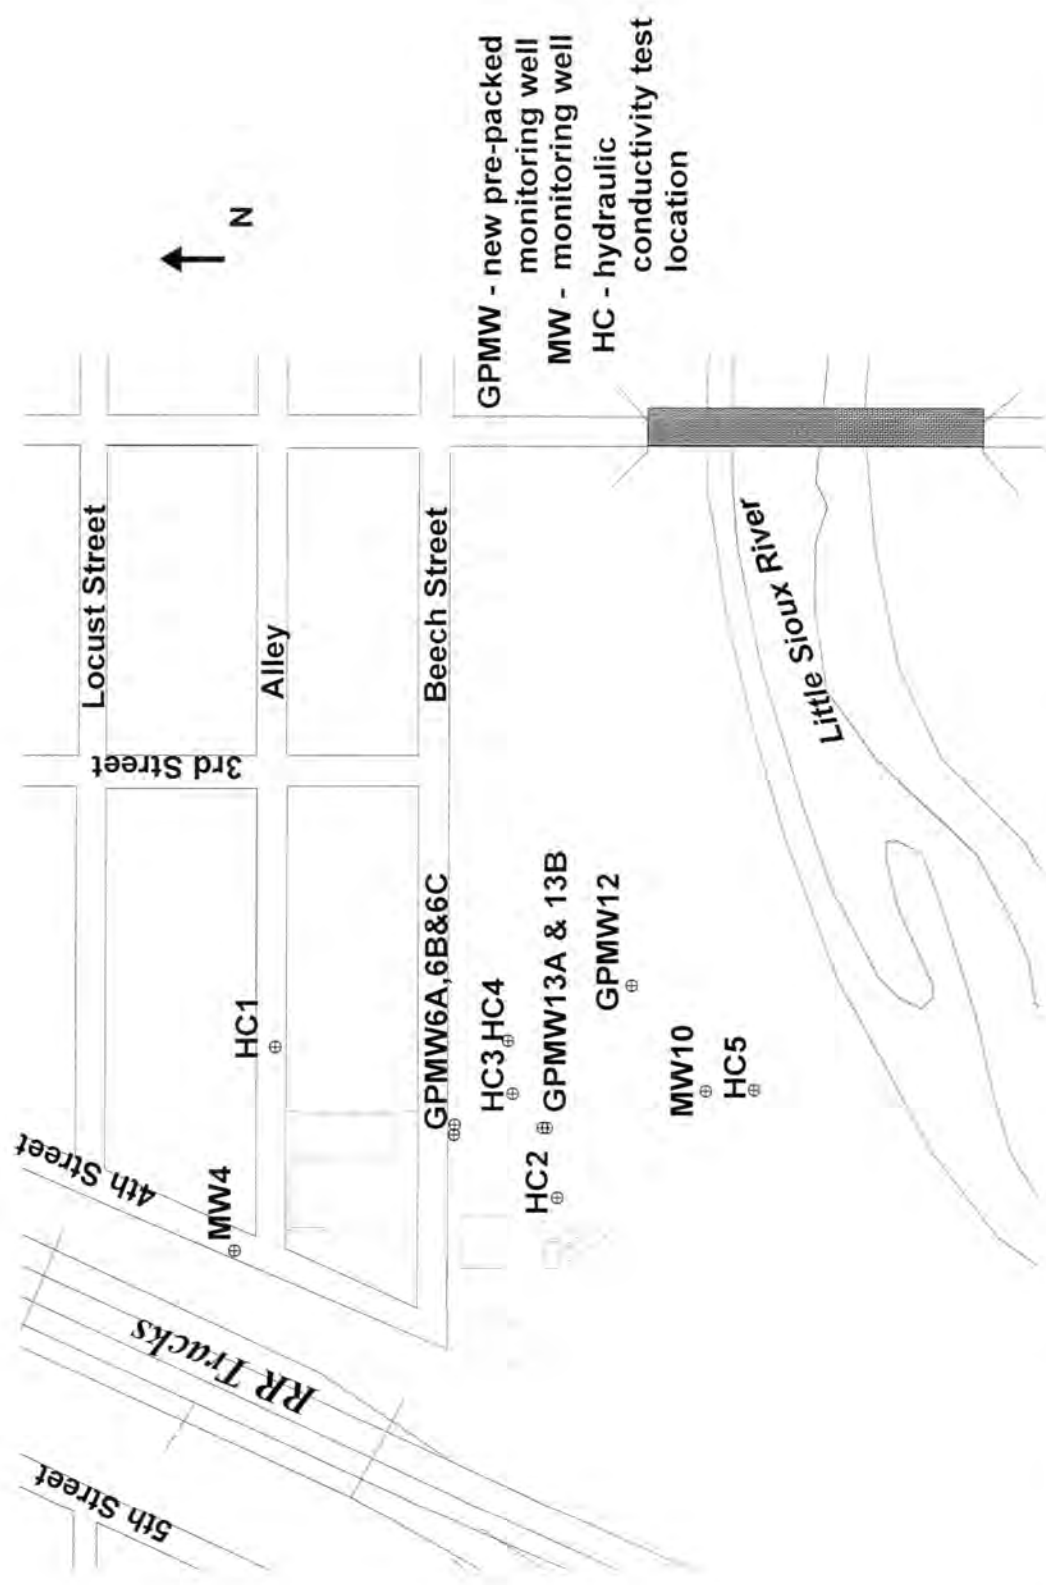 5th Street
RR Tracks
4th Street
MW4
HC1
3rd Street
Locust Street
Alley
Beech Street
N
GPMW6A,6B&6C
HC3
HC4
HC2
GPMW13A & 13B
GPMW12
MW10
HC5
Little Sioux River
GPMW - new pre-packed
monitoring well
MW - monitoring well
HC - hydraulic
conductivity test
location